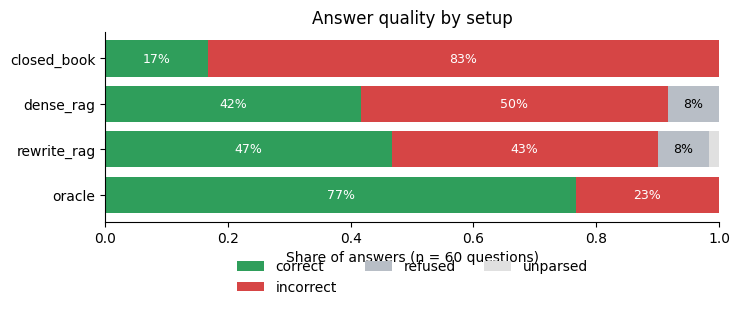 Answer quality by setup
closed_book 17% 83%
dense_rag 42% 50% 8%
rewrite_rag 47% 43% 8%
oracle 77% 23%
0.0 0.2 0.4 0.6 0.8 1.0
Share of answers (n = 60 questions)
correct refused unparsed
incorrect